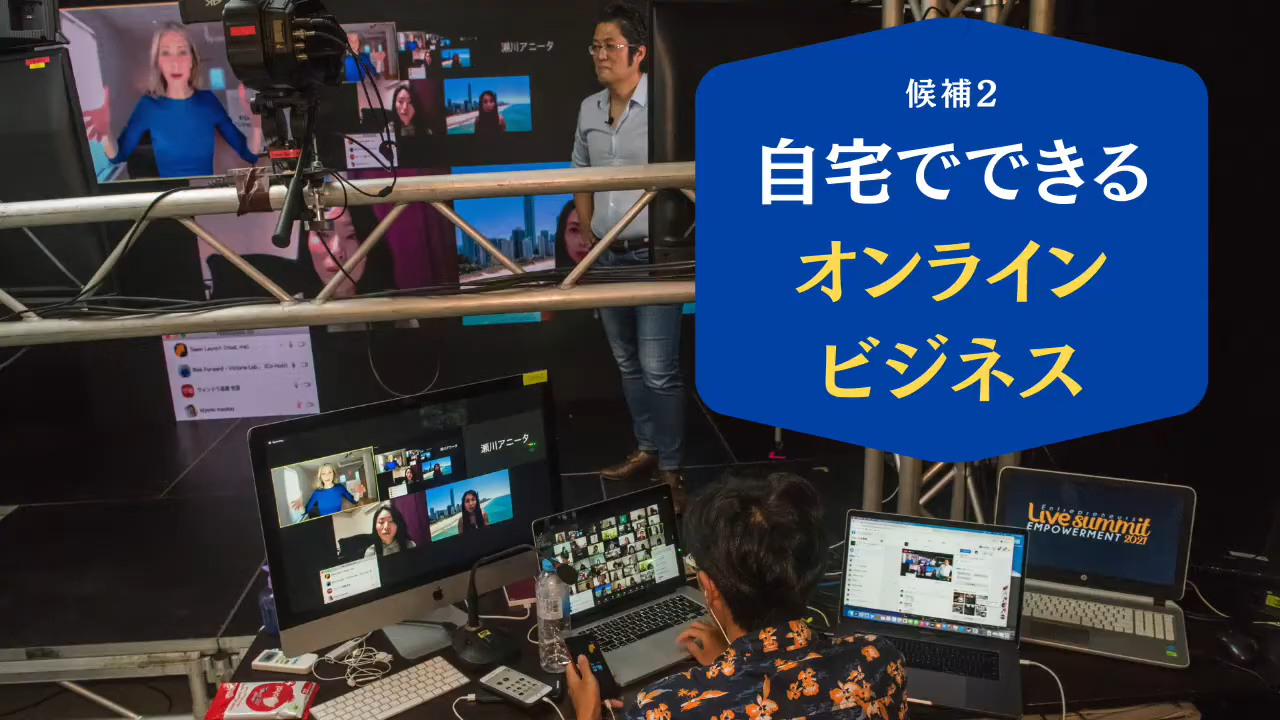 候補2
自宅でできる
オンライン
ビジネス
瀬川アニータ
瀬川アニータ
Entrepreneurs
Live summit
EMPOWERMENT 2021